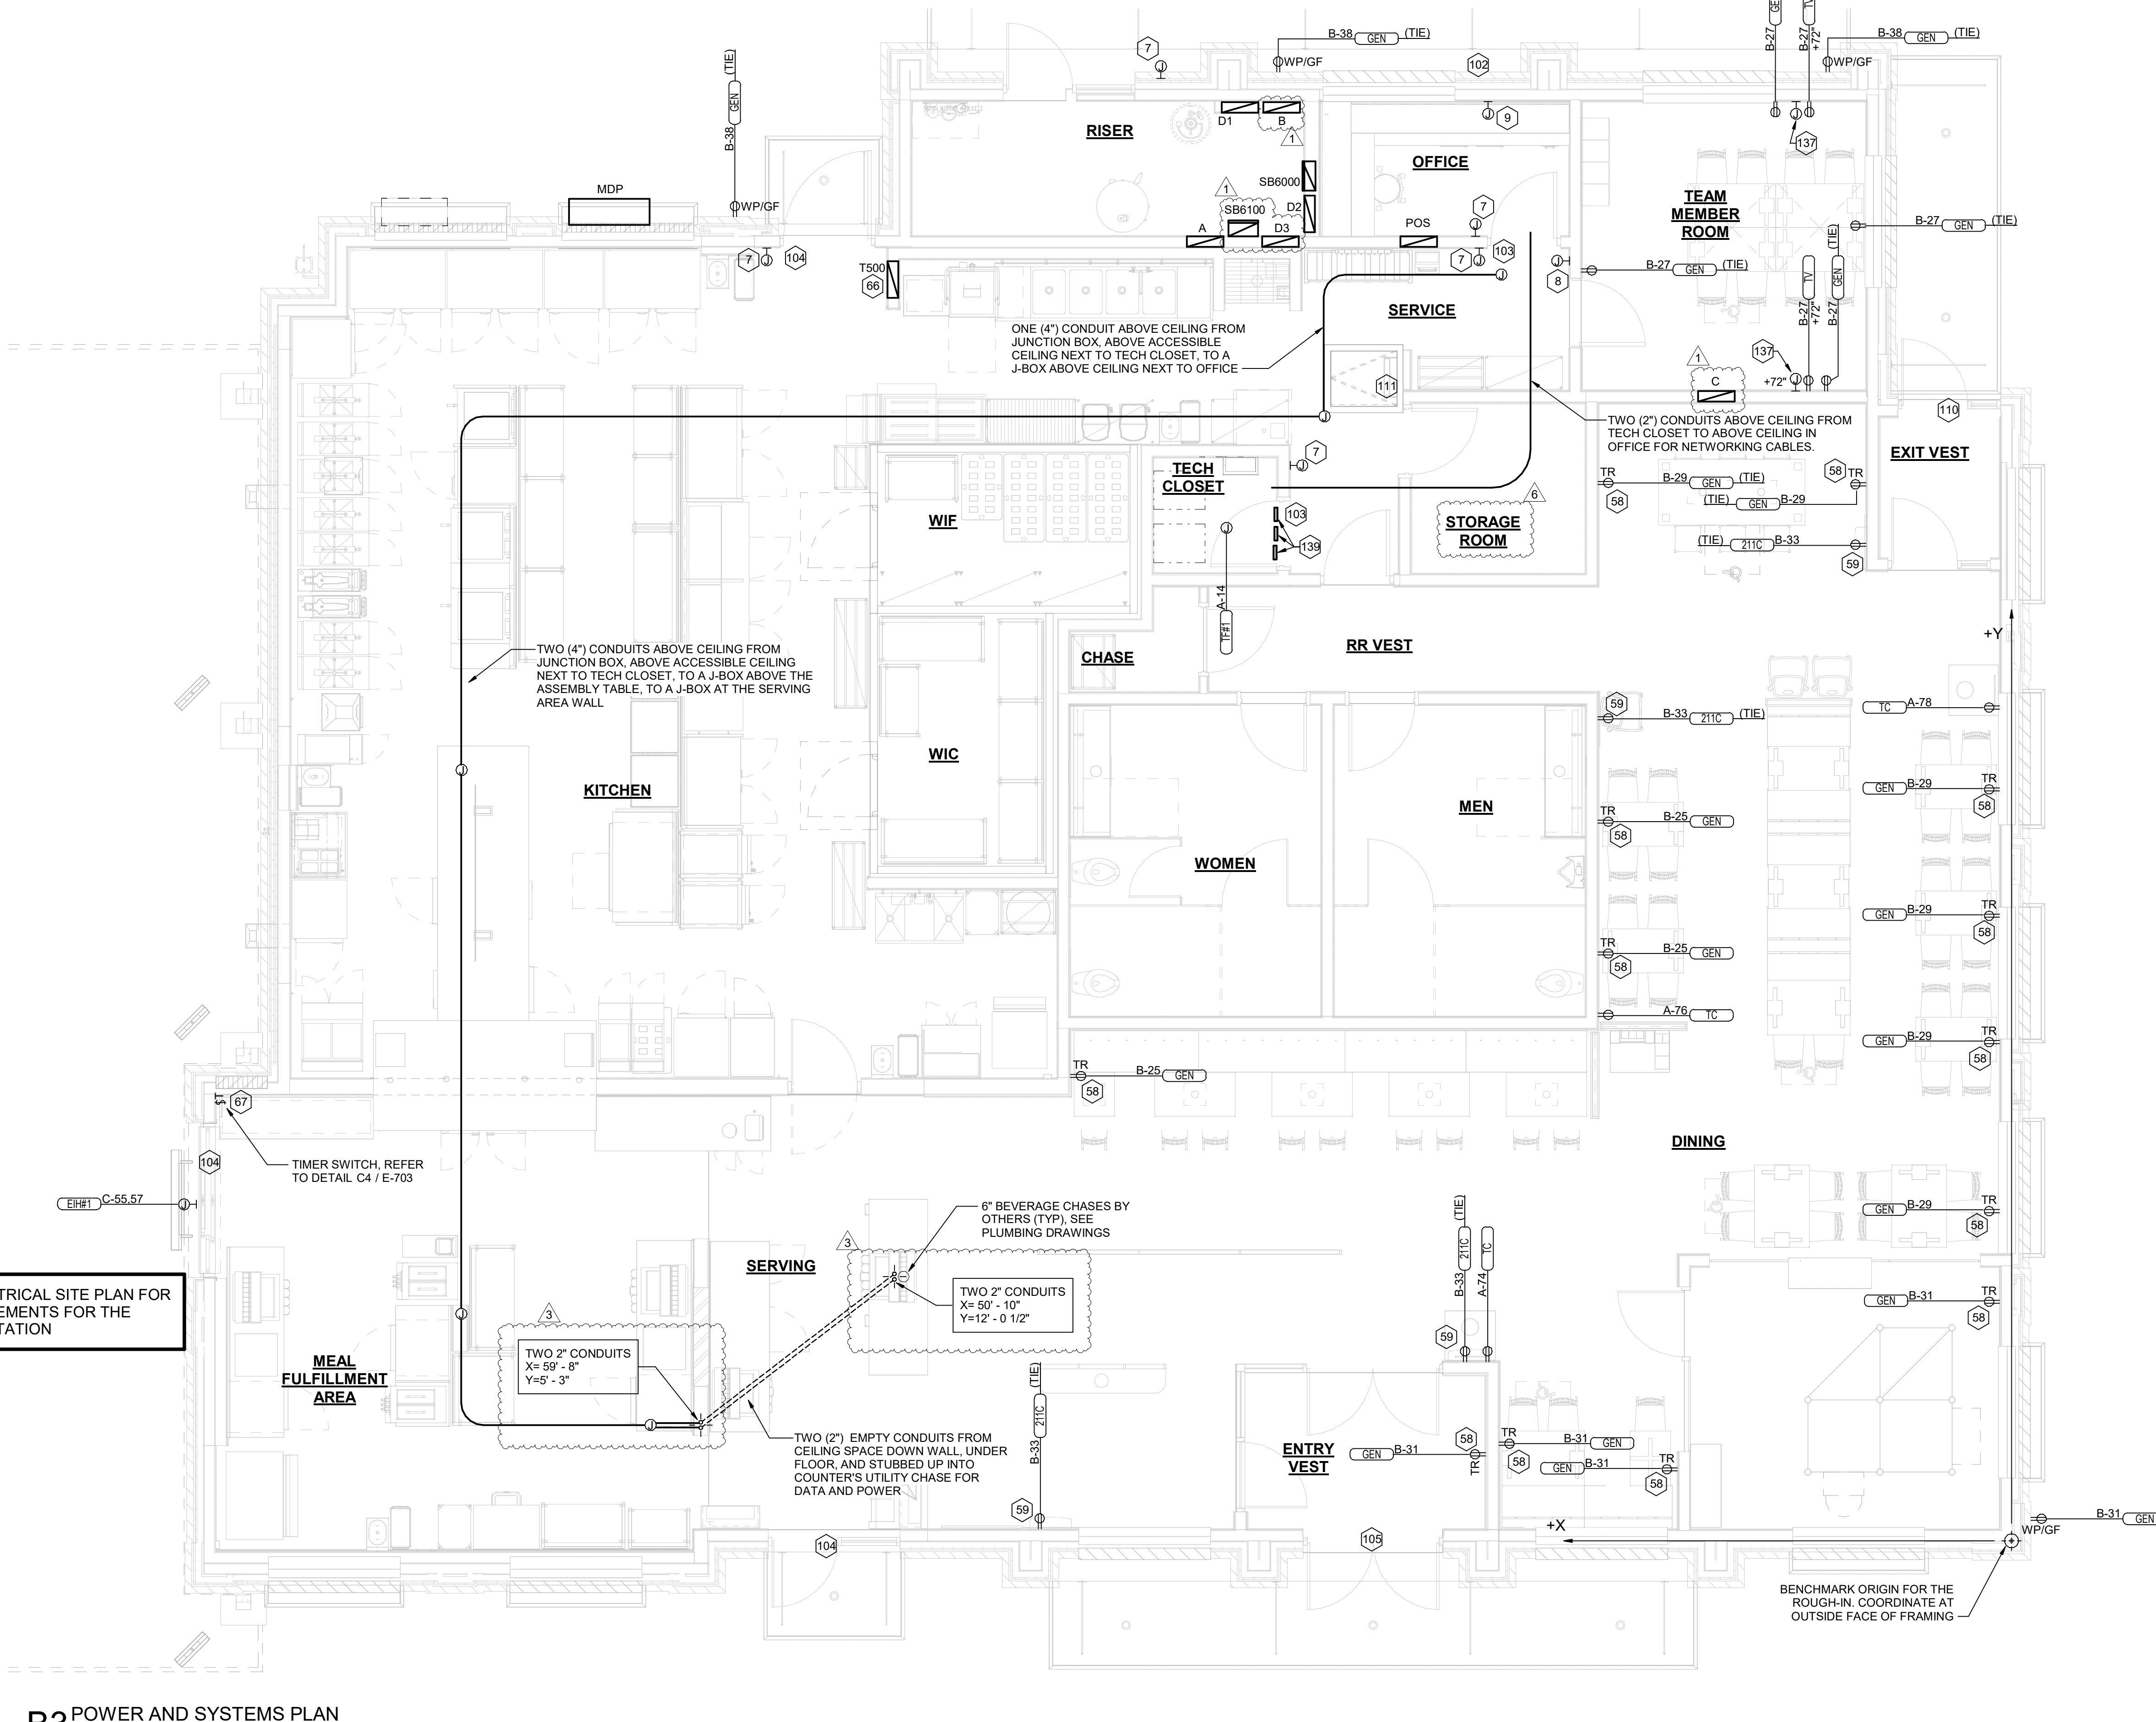 GE
TV
B-27
B-27
+72"
B-38 GEN (TIE)
7
WP/GF
102
B-38 GEN (TIE)
WP/GF
B-38 GEN (TIE)
WP/GF
RISER
D1
B
1
9
OFFICE
137
TEAM
MEMBER
ROOM
MDP
SB6000
1
SB6100
D2
A
D3
POS
7
7
103
8
7
104
T500
66
B-27 GEN (TIE)
B-27 GEN (TIE)
SERVICE
B-27 TV
+72"
B-27 GEN (TIE)
ONE (4") CONDUIT ABOVE CEILING FROM
JUNCTION BOX, ABOVE ACCESSIBLE
CEILING NEXT TO TECH CLOSET, TO A
J-BOX ABOVE CEILING NEXT TO OFFICE
111
1
137
+72"
C
TWO (2") CONDUITS ABOVE CEILING FROM
TECH CLOSET TO ABOVE CEILING IN
OFFICE FOR NETWORKING CABLES.
110
EXIT VEST
7
TECH
CLOSET
TR
58
B-29 GEN (TIE)
58
TR
(TIE) GEN B-29
6
STORAGE
ROOM
WIF
103
139
(TIE) 211C B-33
59
A-14
TF#1
+Y
TWO (4") CONDUITS ABOVE CEILING FROM
JUNCTION BOX, ABOVE ACCESSIBLE CEILING
NEXT TO TECH CLOSET, TO A J-BOX ABOVE THE
ASSEMBLY TABLE, TO A J-BOX AT THE SERVING
AREA WALL
CHASE
RR VEST
59
B-33 211C (TIE)
TC A-78
WIC
KITCHEN
MEN
WOMEN
TR
58
GEN B-29
TR
58
B-25 GEN
TR
58
GEN B-29
TR
58
B-25 GEN
A-76 TC
TR
58
GEN B-29
TR
58
B-25 GEN
$T
67
TIMER SWITCH, REFER
TO DETAIL C4 / E-703
104
EIH#1 C-55,57
DINING
6" BEVERAGE CHASES BY
OTHERS (TYP), SEE
PLUMBING DRAWINGS
GEN B-29
TR
58
3
SERVING
TWO 2" CONDUITS
X= 50' - 10"
Y=12' - 0 1/2"
B-33 211C (TIE)
A-74 TC
59
TRICAL SITE PLAN FOR
EMENTS FOR THE
TATION
GEN B-31
TR
58
3
TWO 2" CONDUITS
X= 59' - 8"
Y=5' - 3"
MEAL
FULFILLMENT
AREA
TWO (2") EMPTY CONDUITS FROM
CEILING SPACE DOWN WALL, UNDER
FLOOR, AND STUBBED UP INTO
COUNTER'S UTILITY CHASE FOR
DATA AND POWER
B-33 211C (TIE)
59
ENTRY
VEST
GEN B-31
58
TR
TR
58
B-31 GEN
GEN B-31
TR
58
104
105
+X
WP/GF
B-31 GEN
BENCHMARK ORIGIN FOR THE
ROUGH-IN. COORDINATE AT
OUTSIDE FACE OF FRAMING
POWER AND SYSTEMS PLAN